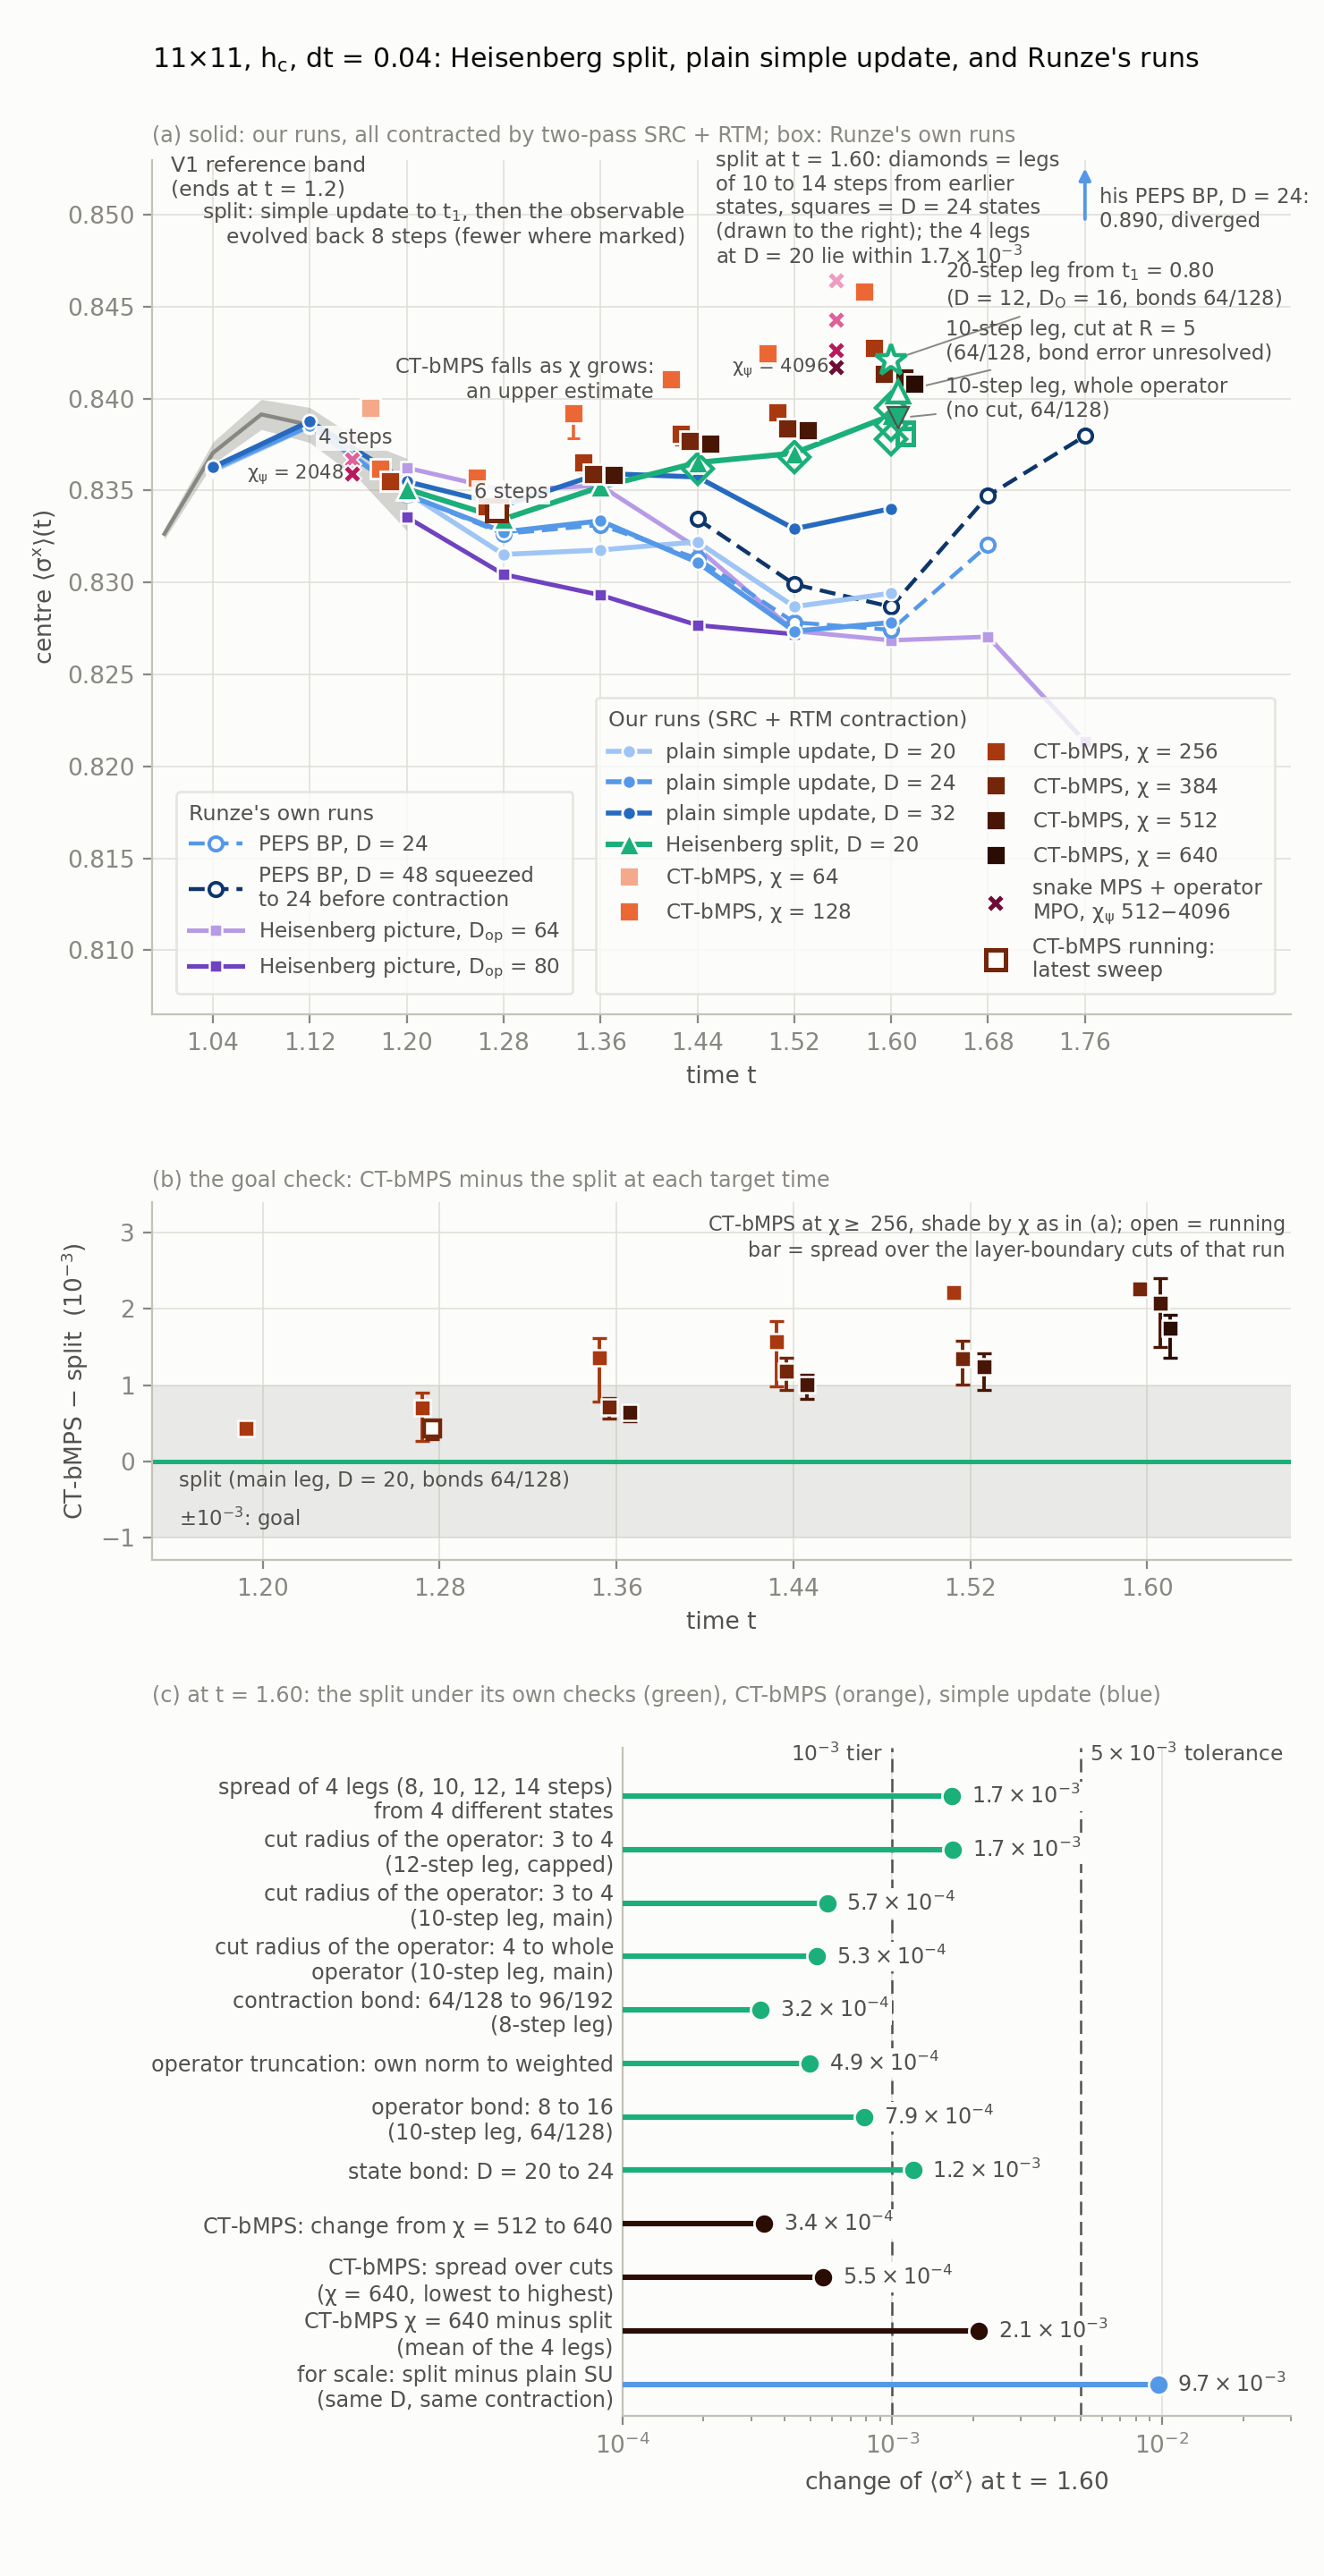 11×11, h_c, dt = 0.04: Heisenberg split, plain simple update, and Runze's runs
(a) solid: our runs, all contracted by two-pass SRC + RTM; box: Runze's own runs
V1 reference band
(ends at t = 1.2)
split: simple update to t₁, then the observable
evolved back 8 steps (fewer where marked)
split at t = 1.60: diamonds = legs
of 10 to 14 steps from earlier
states, squares = D = 24 states
(drawn to the right); the 4 legs
at D = 20 lie within 1.7 × 10⁻³
his PEPS BP, D = 24:
0.890, diverged
20-step leg from t₁ = 0.80
(D = 12, D_O = 16, bonds 64/128)
10-step leg, cut at R = 5
(64/128, bond error unresolved)
10-step leg, whole operator
(no cut, 64/128)
CT-bMPS falls as χ grows:
an upper estimate
χ_ψ − 4096
4 steps
χ_ψ = 2048
6 steps
0.850
0.845
0.840
0.835
0.830
0.825
0.820
0.815
0.810
centre ⟨σˣ⟩(t)
Runze's own runs
PEPS BP, D = 24
PEPS BP, D = 48 squeezed
to 24 before contraction
Heisenberg picture, D_op = 64
Heisenberg picture, D_op = 80
Our runs (SRC + RTM contraction)
plain simple update, D = 20
plain simple update, D = 24
plain simple update, D = 32
Heisenberg split, D = 20
CT-bMPS, χ = 64
CT-bMPS, χ = 128
CT-bMPS, χ = 256
CT-bMPS, χ = 384
CT-bMPS, χ = 512
CT-bMPS, χ = 640
snake MPS + operator
MPO, χ_ψ 512−4096
CT-bMPS running:
latest sweep
1.04 1.12 1.20 1.28 1.36 1.44 1.52 1.60 1.68 1.76
time t
(b) the goal check: CT-bMPS minus the split at each target time
CT-bMPS at χ ≥ 256, shade by χ as in (a); open = running
bar = spread over the layer-boundary cuts of that run
3
2
1
0
−1
CT-bMPS − split (10⁻³)
split (main leg, D = 20, bonds 64/128)
±10⁻³: goal
1.20 1.28 1.36 1.44 1.52 1.60
time t
(c) at t = 1.60: the split under its own checks (green), CT-bMPS (orange), simple update (blue)
10⁻³ tier
5 × 10⁻³ tolerance
spread of 4 legs (8, 10, 12, 14 steps)
from 4 different states
1.7 × 10⁻³
cut radius of the operator: 3 to 4
(12-step leg, capped)
1.7 × 10⁻³
cut radius of the operator: 3 to 4
(10-step leg, main)
5.7 × 10⁻⁴
cut radius of the operator: 4 to whole
operator (10-step leg, main)
5.3 × 10⁻⁴
contraction bond: 64/128 to 96/192
(8-step leg)
3.2 × 10⁻⁴
operator truncation: own norm to weighted
4.9 × 10⁻⁴
operator bond: 8 to 16
(10-step leg, 64/128)
7.9 × 10⁻⁴
state bond: D = 20 to 24
1.2 × 10⁻³
CT-bMPS: change from χ = 512 to 640
3.4 × 10⁻⁴
CT-bMPS: spread over cuts
(χ = 640, lowest to highest)
5.5 × 10⁻⁴
CT-bMPS χ = 640 minus split
(mean of the 4 legs)
2.1 × 10⁻³
for scale: split minus plain SU
(same D, same contraction)
9.7 × 10⁻³
10⁻⁴ 10⁻³ 10⁻²
change of ⟨σˣ⟩ at t = 1.60